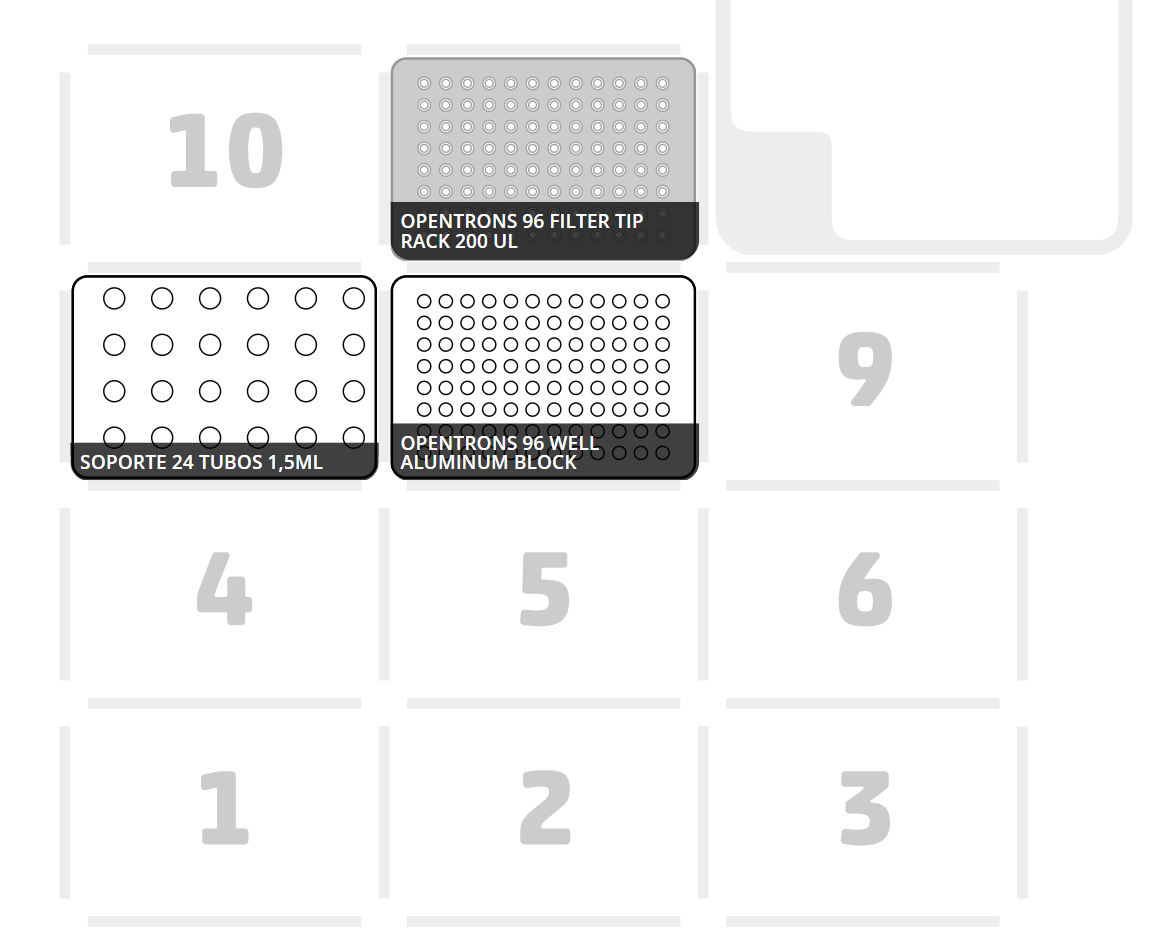 10
OPENTRONS 96 FILTER TIP
RACK 200 UL
SOPORTE 24 TUBOS 1,5ML
OPENTRONS 96 WELL
ALUMINUM BLOCK
9
4
5
6
1
2
3